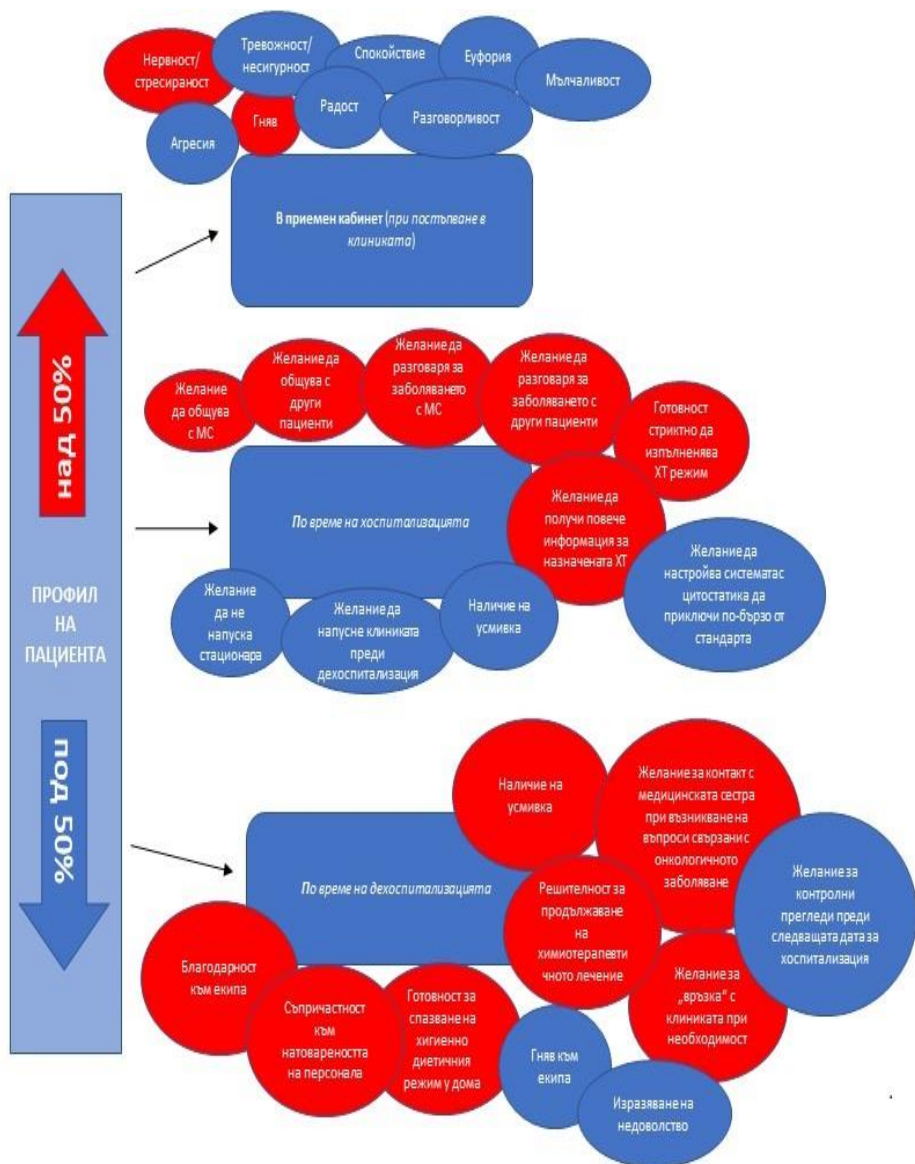 Нервност/
стресираност
Тревожност/
несигурност
Спокойствие
Еуфория
Мълчаливост
Агресия
Гняв
Радост
Разговорливост
В приемен кабинет (при постъпване в
клиниката)
над 50%
ПРОФИЛ
НА
ПАЦИЕНТА
под 50%
Желание
да общува
с МС
Желание да
общува с
други
пациенти
Желание да
разговаря за
заболяването
с МС
Желание да
разговаря за
заболяването с
други пациенти
Готовност
стриктно да
изпълненява
ХТ режим
По време на хоспитализацията
Желание да
получи повече
информация за
назначената ХТ
Желание да
настройва систематас
цитостатика да
приключи по-бързо от
стандарта
Желание
да не
напуска
стационара
Желание да
напусне клиниката
преди
дехоспитализация
Наличие на
усмивка
Наличие на
усмивка
Желание за контакт с
медицинската сестра
при възникване на
въпроси свързани с
онкологичното
заболяване
Желание за
контролни
прегледи преди
следващата дата за
хоспитализация
По време на дехоспитализацията
Решителност за
продължаване
на
химиотерапевти
чното лечение
Желание за
„връзка“ с
клиниката при
необходимост
Благодарност
към екипа
Съпричастност
към
натовареността
на персонала
Готовност за
спазване на
хигиенно
диетичния
режим у дома
Гняв към
екипа
Изразяване на
недоволство